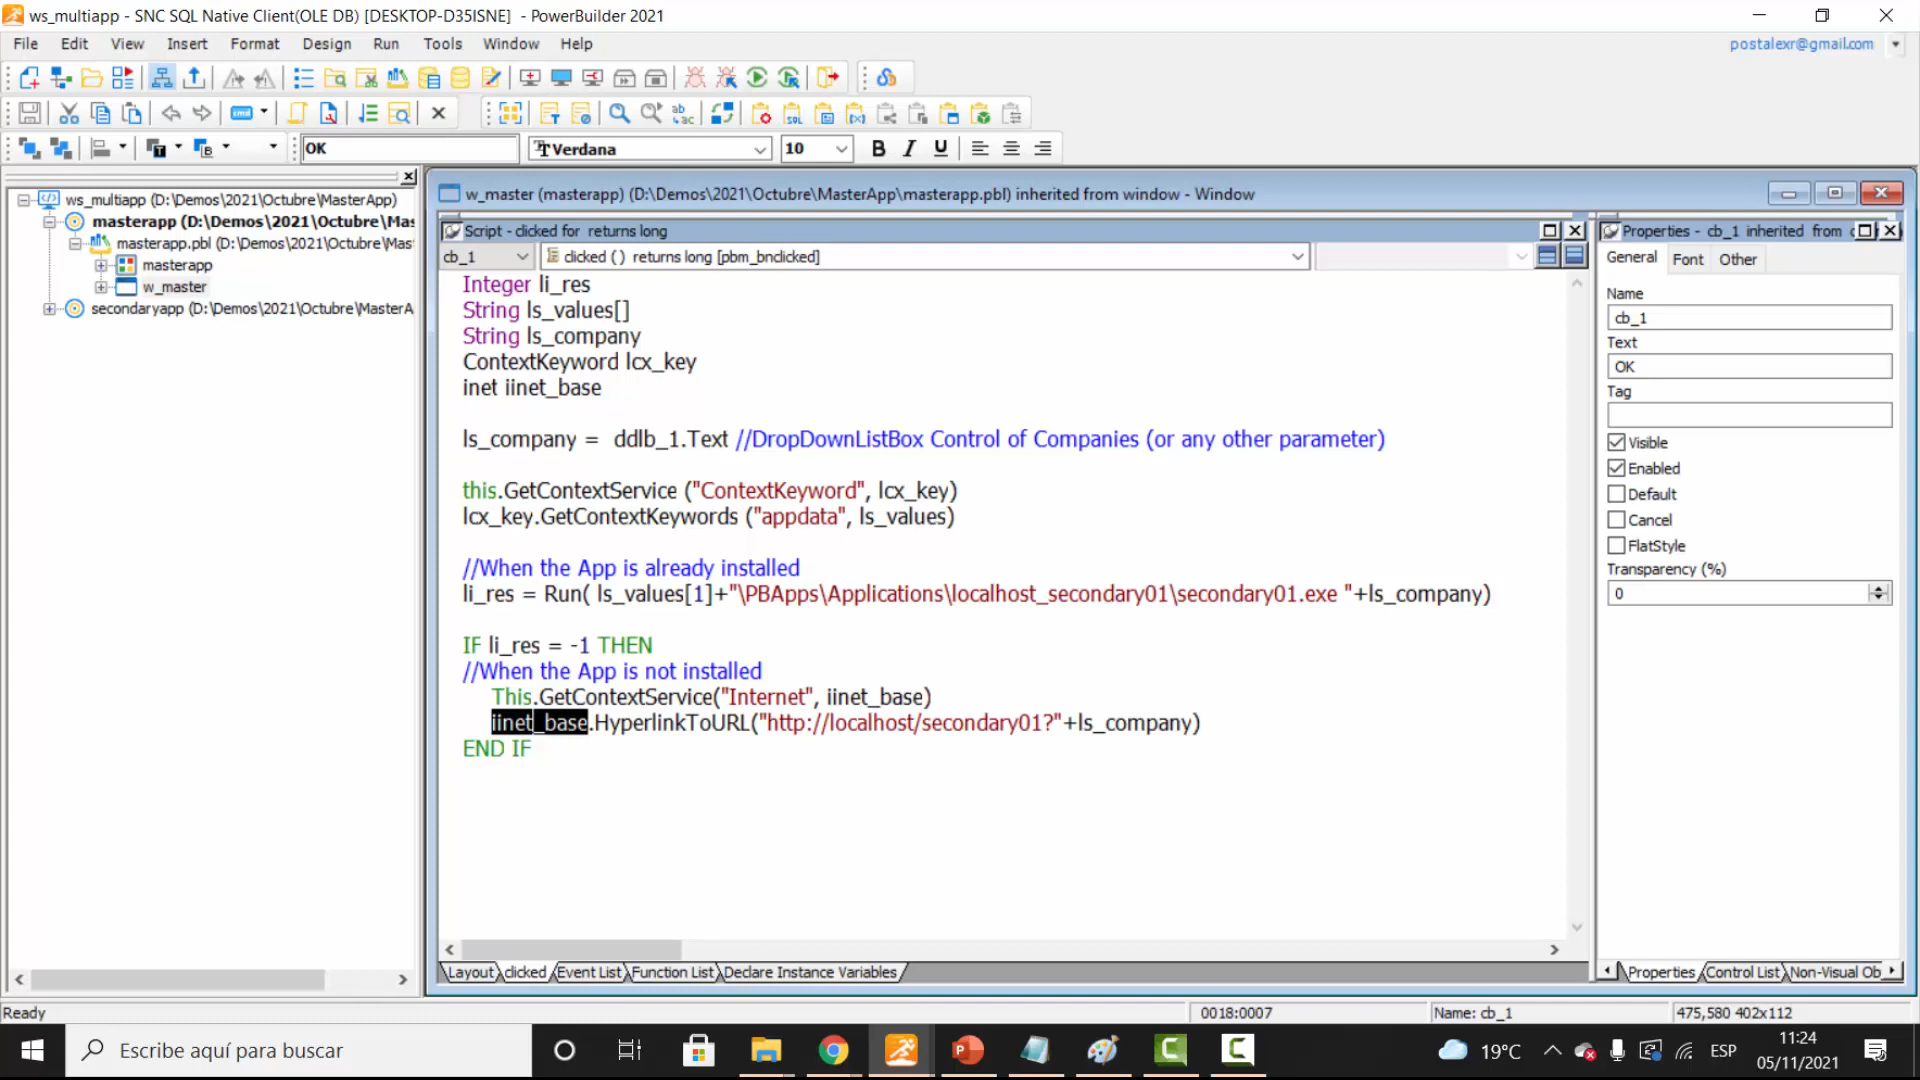 ws_multiapp - SNC SQL Native Client(OLE DB) [DESKTOP-D35ISNE]  - PowerBuilder 2021
File Edit View Insert Format Design Run Tools Window Help
postalexr@gmail.com
OK
Verdana
10
B I U
ws_multiapp (D:\Demos\2021\Octubre\MasterApp)
masterapp (D:\Demos\2021\Octubre\Mas
masterapp.pbl (D:\Demos\2021\Octubre\Mast
masterapp
w_master
secondaryapp (D:\Demos\2021\Octubre\MasterA
w_master (masterapp) (D:\Demos\2021\Octubre\MasterApp\masterapp.pbl) inherited from window - Window
Script - clicked for  returns long
cb_1
clicked ( )  returns long [pbm_bnclicked]
Integer li_res
String ls_values[]
String ls_company
ContextKeyword lcx_key
inet iinet_base
ls_company =  ddlb_1.Text //DropDownListBox Control of Companies (or any other parameter)
this.GetContextService ("ContextKeyword", lcx_key)
lcx_key.GetContextKeywords ("appdata", ls_values)
//When the App is already installed
li_res = Run( ls_values[1]+"\PBApps\Applications\localhost_secondary01\secondary01.exe "+ls_company)
IF li_res = -1 THEN
//When the App is not installed
This.GetContextService("Internet", iinet_base)
iinet_base.HyperlinkToURL("http://localhost/secondary01?"+ls_company)
END IF
Layout clicked Event List Function List Declare Instance Variables
Properties - cb_1 inherited from
General Font Other
Name
cb_1
Text
OK
Tag
Visible
Enabled
Default
Cancel
FlatStyle
Transparency (%)
0
Properties Control List Non-Visual Ob
Ready
0018:0007
Name: cb_1
475,580 402x112
Escribe aquí para buscar
19°C
ESP
11:24
05/11/2021